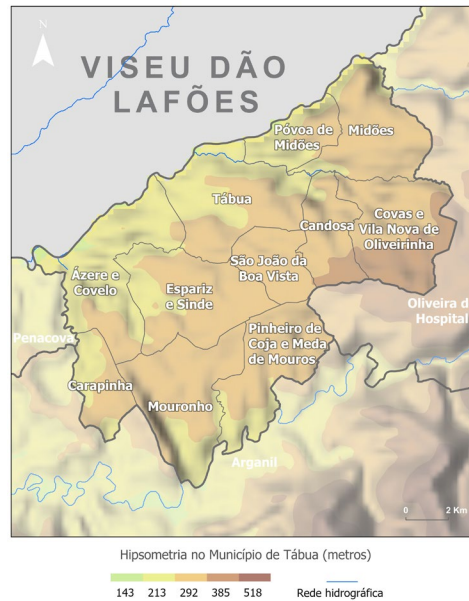 N
VISEU DÃO
LAFÕES
Póvoa de
Midões
Midões
Tábua
Candosa
Covas e
Vila Nova de
Oliveirinha
São João da
Boa Vista
Ázere e
Covelo
Espariz
e Sinde
Oliveira d
Hospital
Penacova
Pinheiro de
Coja e Meda
de Mouros
Carapinha
Mouronho
Arganil
0 2 Km
Hipsometria no Município de Tábua (metros)
143 213 292 385 518
Rede hidrográfica